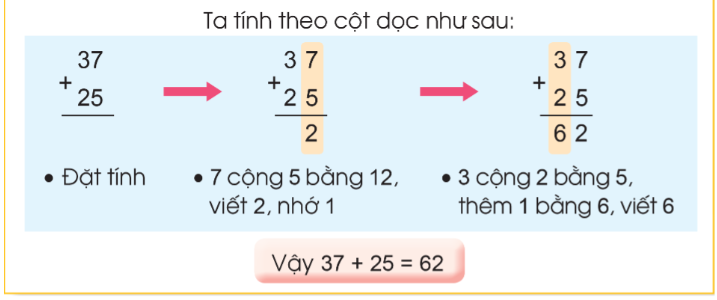 Ta tính theo cột dọc như sau:
37
+
25
3 7
+
2 5
2
3 7
+
2 5
6 2
• Đặt tính
• 7 cộng 5 bằng 12,
viết 2, nhớ 1
• 3 cộng 2 bằng 5,
thêm 1 bằng 6, viết 6
Vậy 37 + 25 = 62